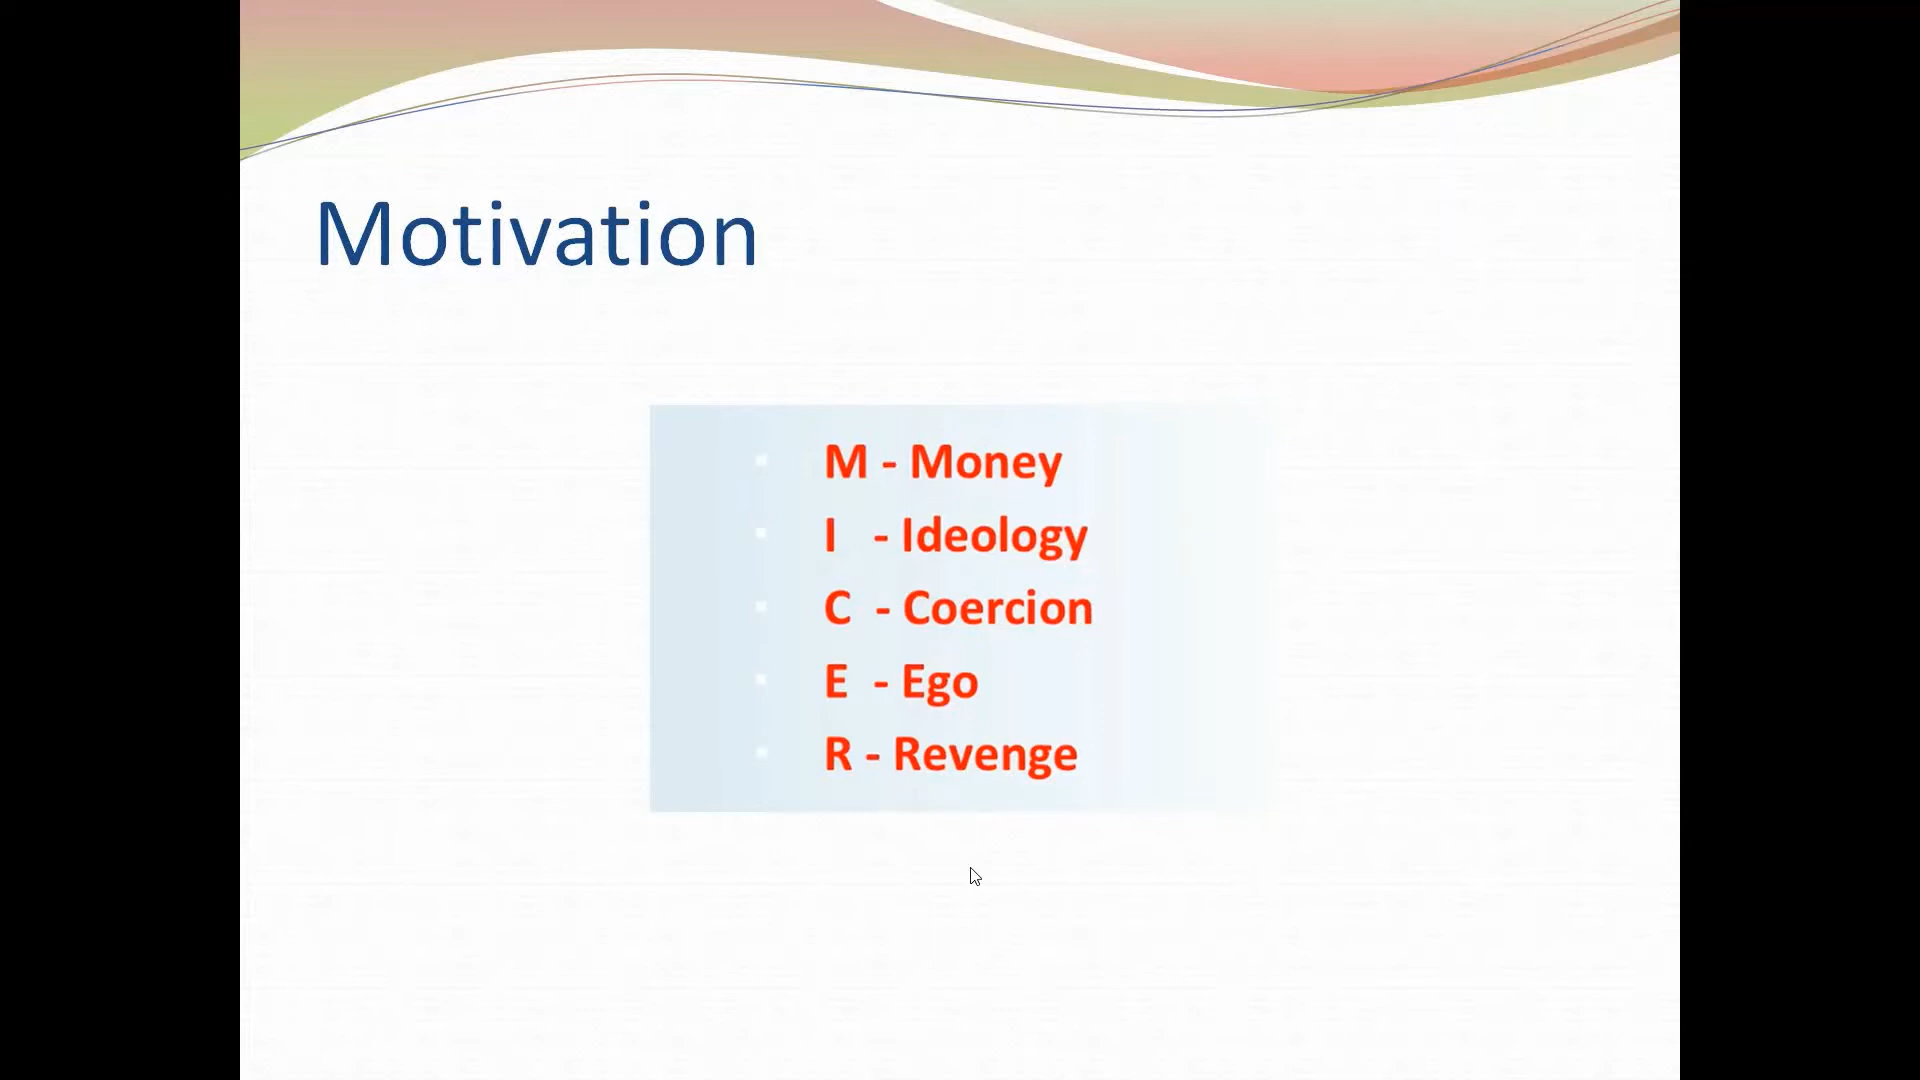 Motivation
M - Money
I - Ideology
C - Coercion
E - Ego
R - Revenge